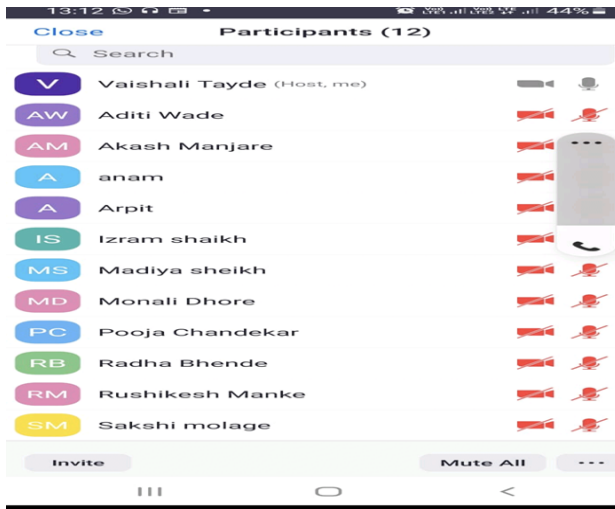 13:12 44%
Close Participants (12)
Search
V Vaishali Tayde (Host, me)
AW Aditi Wade
AM Akash Manjare
A anam
A Arpit
IS Izram shaikh
MS Madiya sheikh
MD Monali Dhore
PC Pooja Chandekar
RB Radha Bhende
RM Rushikesh Manke
SM Sakshi molage
Invite Mute All